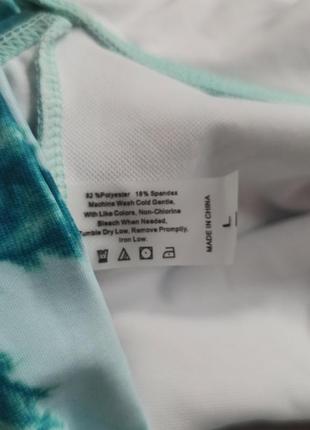 82 %Polyester 18% Spandex
Machine Wash Cold Gentle,
With Like Colors, Non-Chlorine
Bleach When Needed,
Tumble Dry Low, Remove Promptly,
Iron Low.
MADE IN CHINA
L